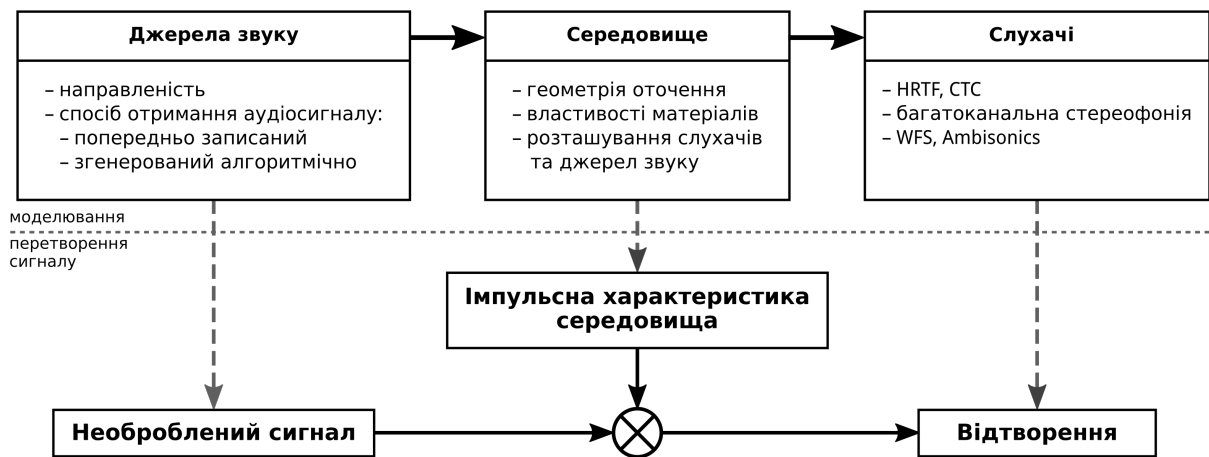 Джерела звуку
– направленість
– спосіб отримання аудіосигналу:
– попередньо записаний
– згенерований алгоритмічно
Середовище
– геометрія оточення
– властивості матеріалів
– розташування слухачів
та джерел звуку
Слухачі
– HRTF, CTC
– багатоканальна стереофонія
– WFS, Ambisonics
моделювання
перетворення
сигналу
Імпульсна характеристика
середовища
Необроблений сигнал
Відтворення